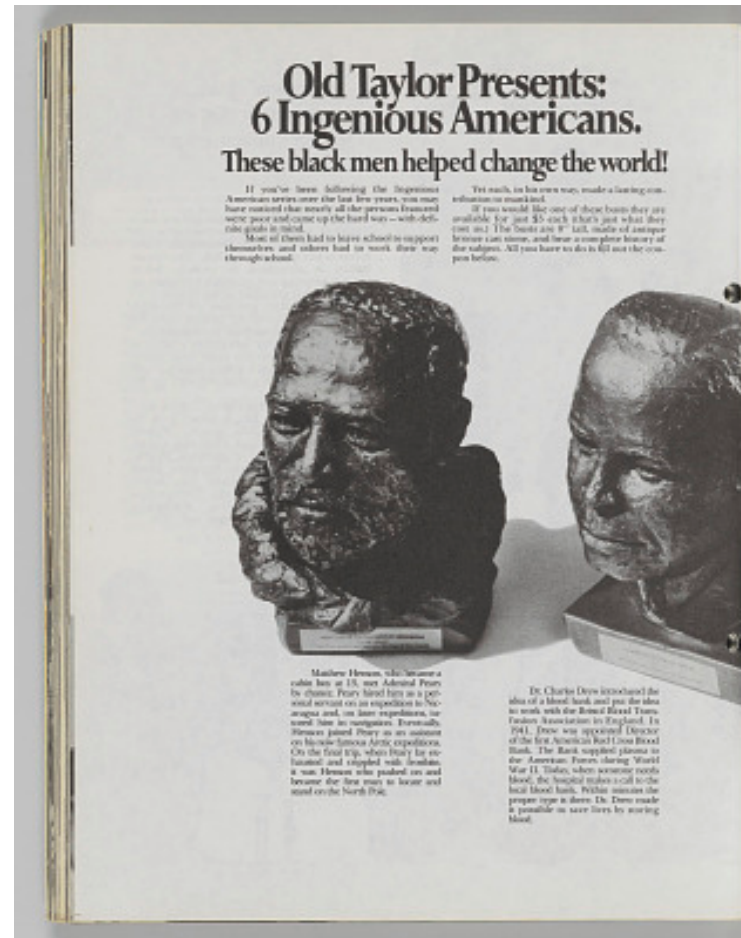 Old Taylor Presents:
6 Ingenious Americans.
These black men helped change the world!
If you've been following the Ingenious
American series over the last few years, you may
have noticed that nearly all the persons featured
were poor and came up the hard way – with defi-
nite goals in mind.
Most of them had to leave school to support
themselves and others had to work their way
through school.
Yet each, in his own way, made a lasting con-
tribution to mankind.
If you would like one of these busts they are
available for just $5 each (that's just what they
cost us.) The busts are 8" tall, made of antique
bronze cast stone, and bear a complete history of
the subject. All you have to do is fill out the cou-
pon below.
Matthew Henson, who became a
cabin boy at 13, met Admiral Peary
by chance. Peary hired him as a per-
sonal servant on an expedition to Nic-
aragua and, on later expeditions, tu-
tored him in navigation. Eventually,
Henson joined Peary as an assistant
on his now famous Arctic expeditions.
On the final trip, when Peary lay ex-
hausted and crippled with frostbite,
it was Henson who pushed on and
became the first man to locate and
stand on the North Pole.
Dr. Charles Drew introduced the
idea of a blood bank and put the idea
to work with the British Blood Trans-
fusion Association in England. In
1941, Drew was appointed Director
of the first American Red Cross Blood
Bank. The Bank supplied plasma to
the American Forces during World
War II. Today, when someone needs
blood, the hospital makes a call to the
local blood bank. Within minutes the
proper type is there. Dr. Drew made
it possible to save lives by storing
blood.